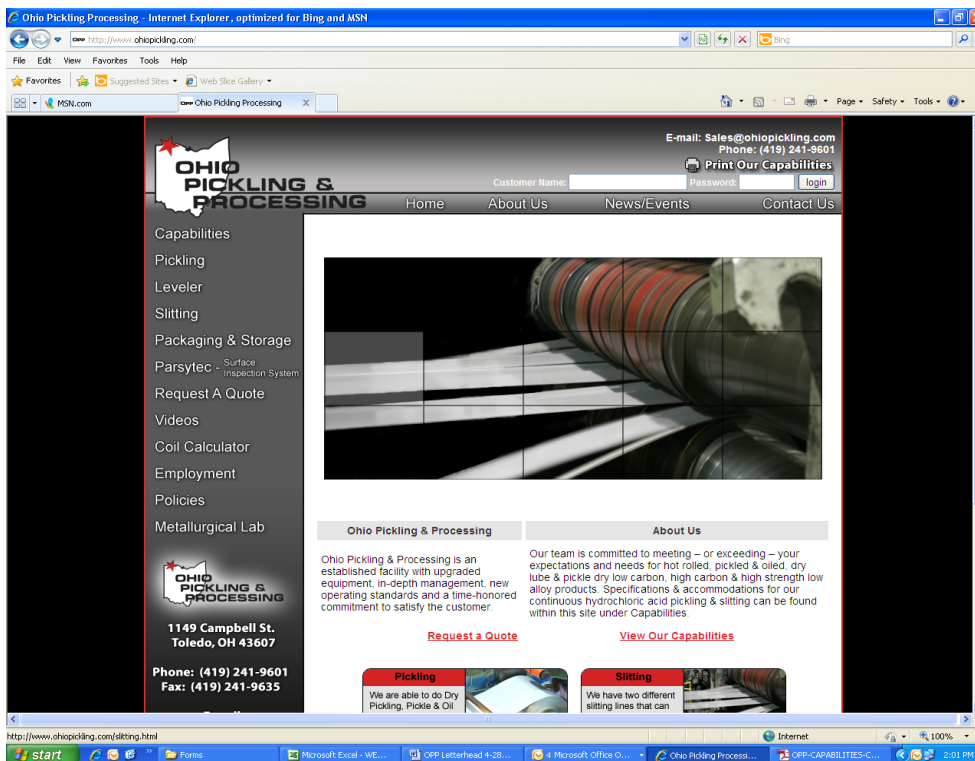 Ohio Pickling Processing - Internet Explorer, optimized for Bing and MSN
OPP http://www.ohiopickling.com/
Bing
File Edit View Favorites Tools Help
Favorites Suggested Sites Web Slice Gallery
MSN.com OPP Ohio Pickling Processing X
Page Safety Tools
E-mail: Sales@ohiopickling.com
Phone: (419) 241-9601
Print Our Capabilities
Customer Name: Password: login
OHIO
PICKLING &
PROCESSING
Home About Us News/Events Contact Us
Capabilities
Pickling
Leveler
Slitting
Packaging & Storage
Parsytec - Surface
Inspection System
Request A Quote
Videos
Coil Calculator
Employment
Policies
Metallurgical Lab
OHIO
PICKLING &
PROCESSING
1149 Campbell St.
Toledo, OH 43607
Phone: (419) 241-9601
Fax: (419) 241-9635
Ohio Pickling & Processing
Ohio Pickling & Processing is an
established facility with upgraded
equipment, in-depth management, new
operating standards and a time-honored
commitment to satisfy the customer.
Request a Quote
About Us
Our team is committed to meeting – or exceeding – your
expectations and needs for hot rolled, pickled & oiled, dry
lube & pickle dry low carbon, high carbon & high strength low
alloy products. Specifications & accommodations for our
continuous hydrochloric acid pickling & slitting can be found
within this site under Capabilities.
View Our Capabilities
Pickling
We are able to do Dry
Pickling, Pickle & Oil
Slitting
We have two different
slitting lines that can
http://www.ohiopickling.com/slitting.html
Internet 100%
start Forms Microsoft Excel - WE... OPP Letterhead 4-28... 4 Microsoft Office O... Ohio Pickling Processi... OPP-CAPABILITIES-C... 2:01 PM